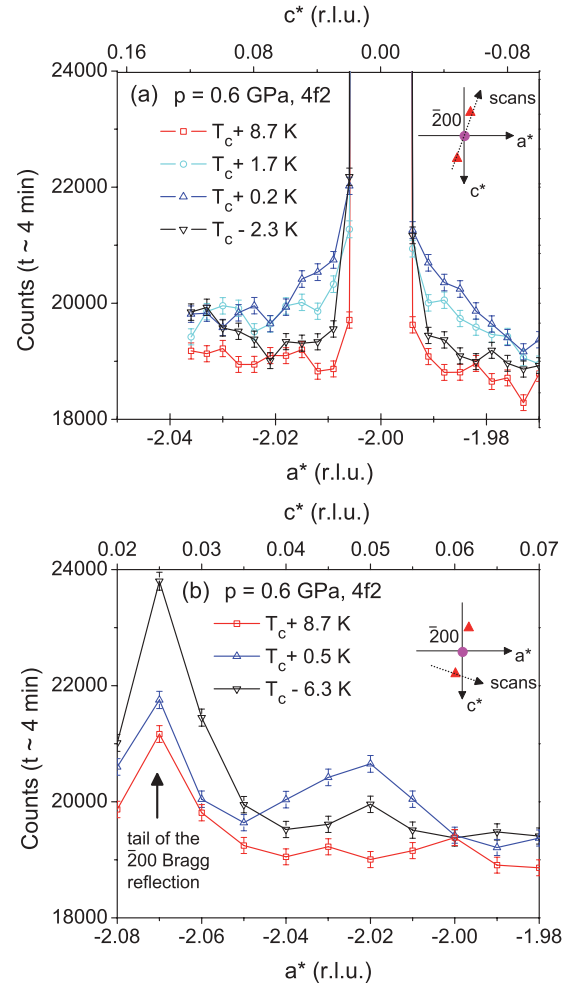 c* (r.l.u.)
0.16 0.08 0.00 -0.08
24000
22000
20000
18000
Counts (t ~ 4 min)
(a) p = 0.6 GPa, 4f2
T_c + 8.7 K
T_c + 1.7 K
T_c + 0.2 K
T_c - 2.3 K
2̄00
scans
a*
c*
-2.04 -2.02 -2.00 -1.98
a* (r.l.u.)
c* (r.l.u.)
0.02 0.03 0.04 0.05 0.06 0.07
24000
22000
20000
18000
Counts (t ~ 4 min)
(b) p = 0.6 GPa, 4f2
T_c + 8.7 K
T_c + 0.5 K
T_c - 6.3 K
2̄00
a*
scans
c*
tail of the
2̄00 Bragg
reflection
-2.08 -2.06 -2.04 -2.02 -2.00 -1.98
a* (r.l.u.)